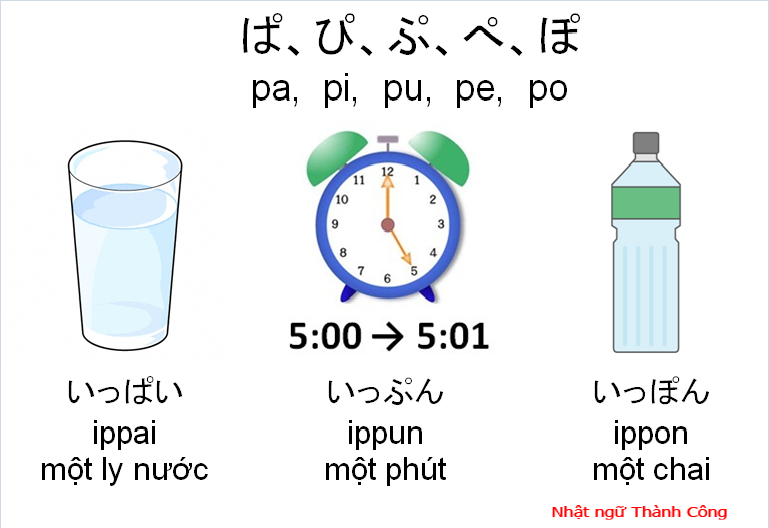 ぱ、ぴ、ぷ、ぺ、ぽ
pa, pi, pu, pe, po
12
1
2
3
4
5
6
7
8
9
10
11
5:00 → 5:01
いっぱい
ippai
một ly nước
いっぷん
ippun
một phút
いっぽん
ippon
một chai
Nhật ngữ Thành Công